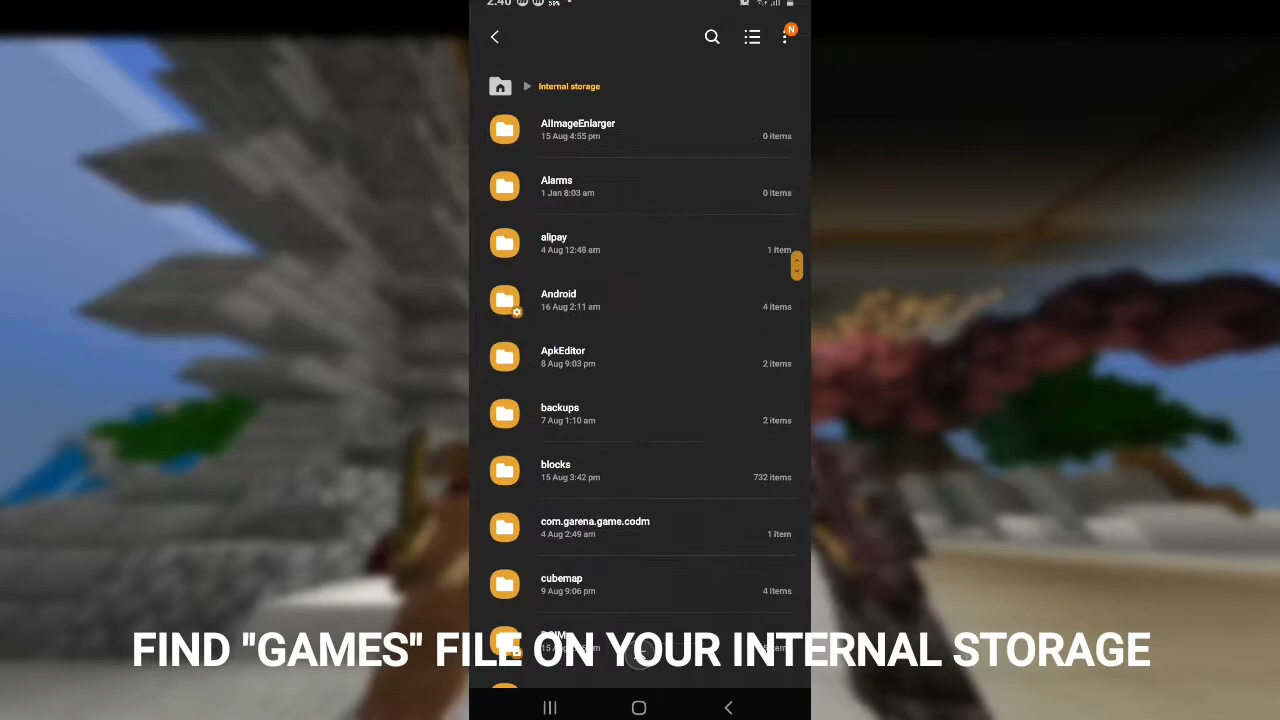 2:40
59%
N
Internal storage
AIImageEnlarger
15 Aug 4:55 pm
0 items
Alarms
1 Jan 8:03 am
0 items
alipay
4 Aug 12:48 am
1 item
Android
16 Aug 2:11 am
4 items
ApkEditor
8 Aug 9:03 pm
2 items
backups
7 Aug 1:10 am
2 items
blocks
15 Aug 3:42 pm
732 items
com.garena.game.codm
4 Aug 2:49 am
1 item
cubemap
9 Aug 9:06 pm
4 items
DCIM
FIND "GAMES" FILE ON YOUR INTERNAL STORAGE